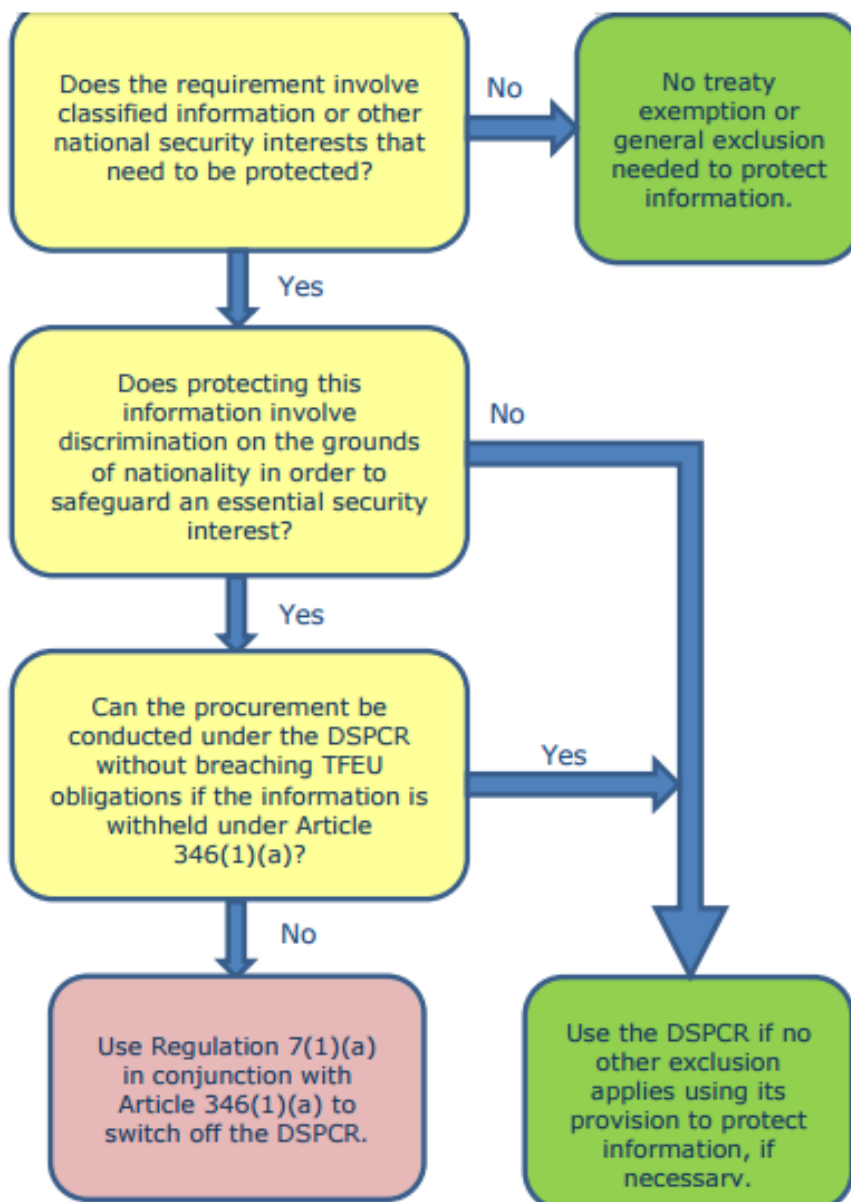 Does the requirement involve
classified information or other
national security interests that
need to be protected?
No
No treaty
exemption or
general exclusion
needed to protect
information.
Yes
Does protecting this
information involve
discrimination on the grounds
of nationality in order to
safeguard an essential security
interest?
No
Yes
Can the procurement be
conducted under the DSPCR
without breaching TFEU
obligations if the information is
withheld under Article
346(1)(a)?
Yes
No
Use Regulation 7(1)(a)
in conjunction with
Article 346(1)(a) to
switch off the DSPCR.
Use the DSPCR if no
other exclusion
applies using its
provision to protect
information, if
necessary.